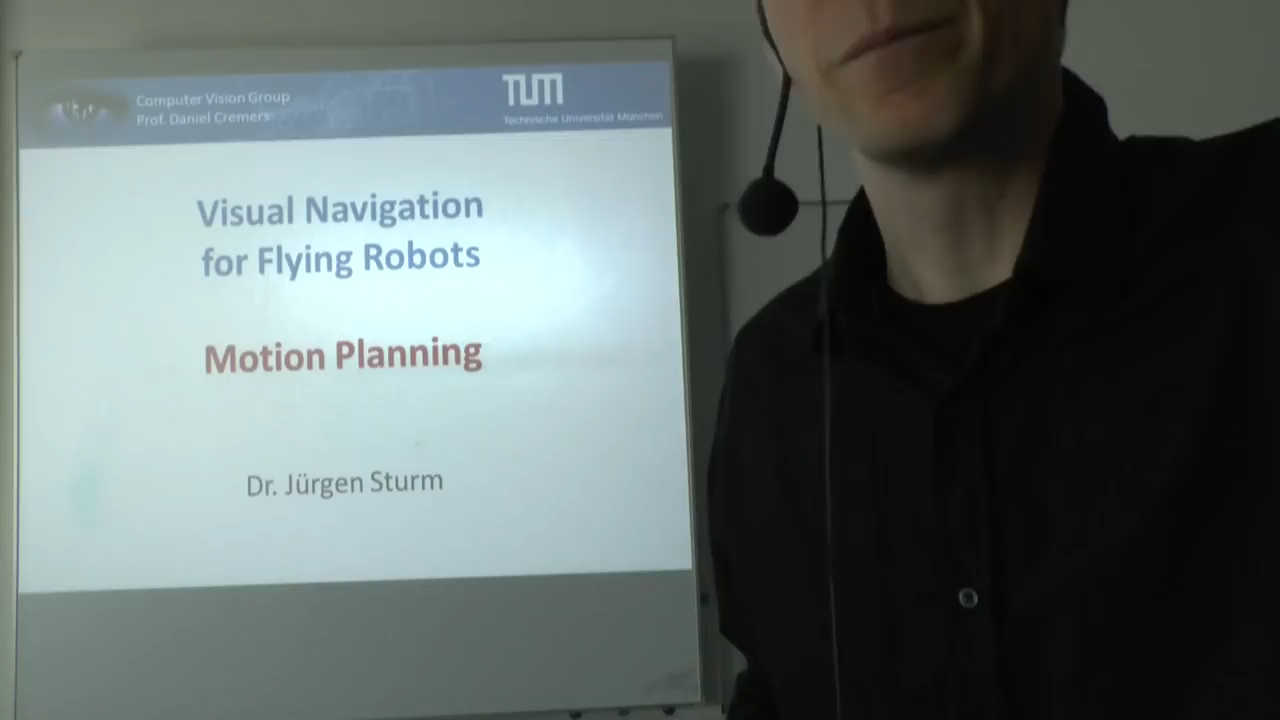 Computer Vision Group
Prof. Daniel Cremers
TUM
Technische Universität München
Visual Navigation
for Flying Robots
Motion Planning
Dr. Jürgen Sturm